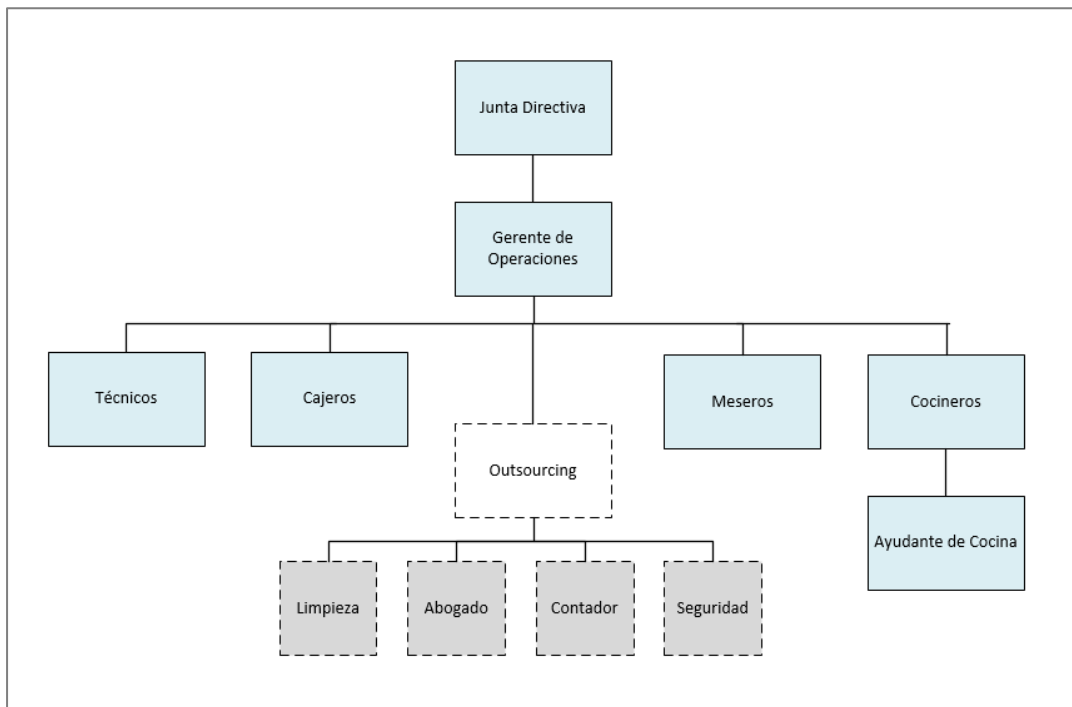 Junta Directiva
Gerente de
Operaciones
Técnicos
Cajeros
Meseros
Cocineros
Outsourcing
Ayudante de Cocina
Limpieza
Abogado
Contador
Seguridad